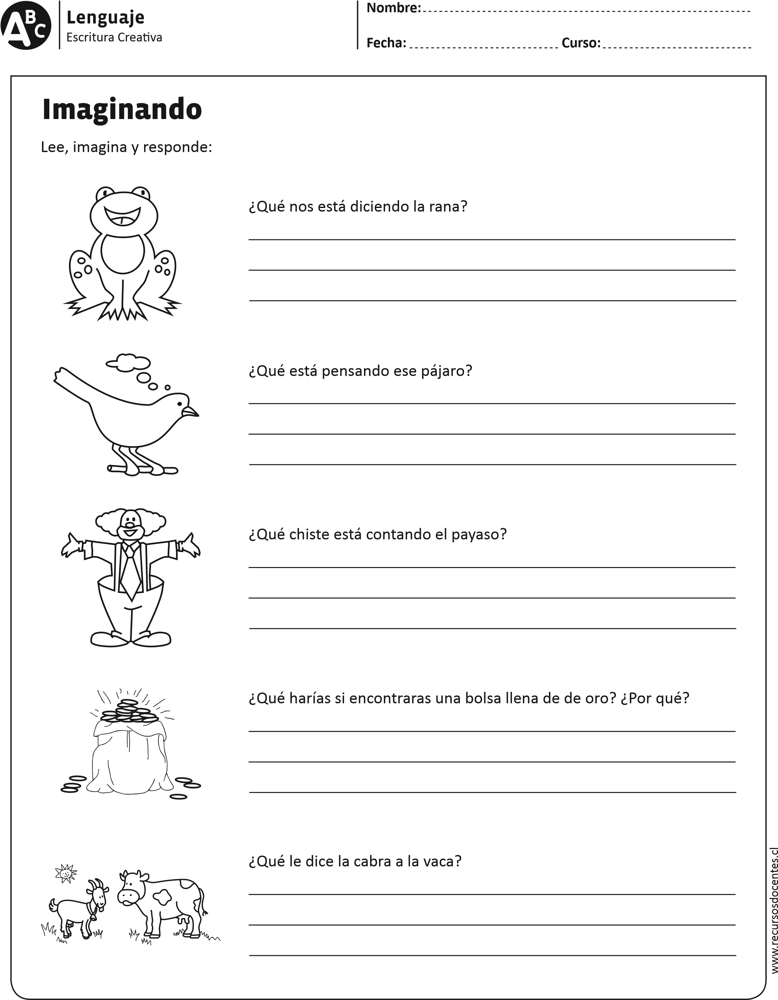 ABC
Lenguaje
Escritura Creativa
Nombre:
Fecha: Curso:
Imaginando
Lee, imagina y responde:
¿Qué nos está diciendo la rana?
¿Qué está pensando ese pájaro?
¿Qué chiste está contando el payaso?
¿Qué harías si encontraras una bolsa llena de de oro? ¿Por qué?
¿Qué le dice la cabra a la vaca?
www.recursosdocentes.cl